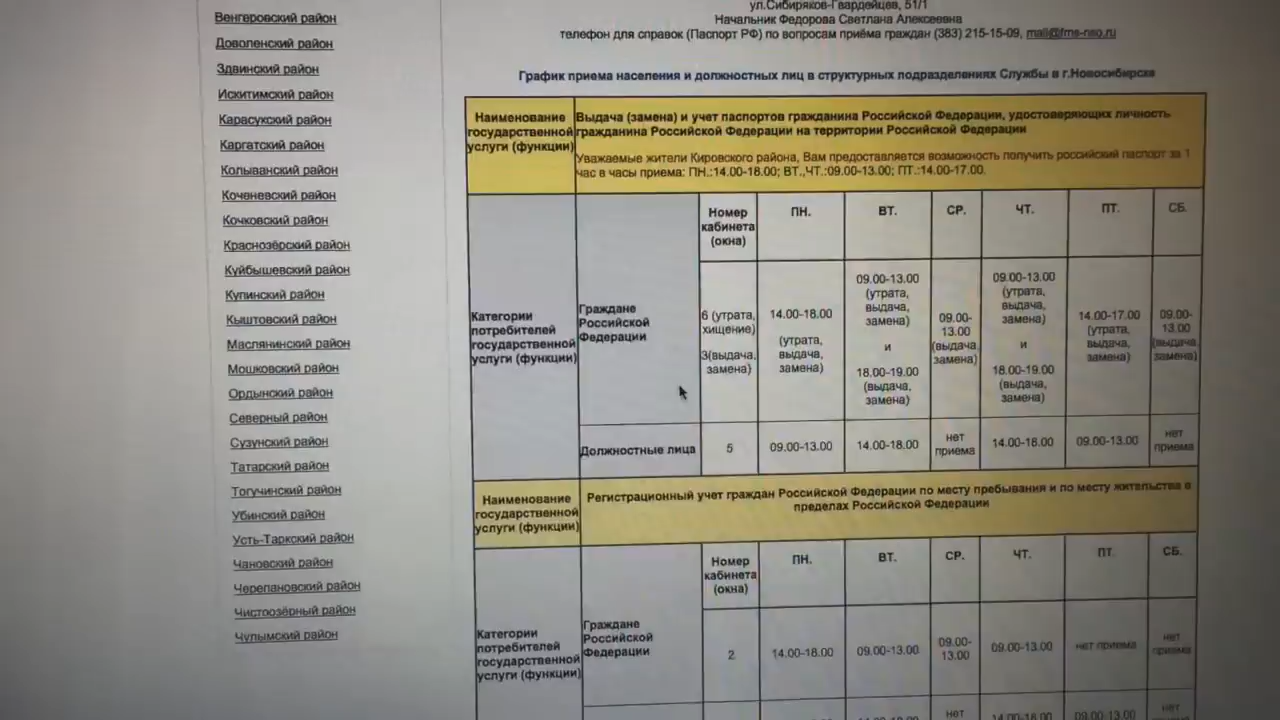 Венгеровский район
Доволенский район
Здвинский район
Искитимский район
Карасукский район
Каргатский район
Колыванский район
Коченевский район
Кочковский район
Краснозёрский район
Куйбышевский район
Купинский район
Кыштовский район
Маслянинский район
Мошковский район
Ордынский район
Северный район
Сузунский район
Татарский район
Тогучинский район
Убинский район
Усть-Таркский район
Чановский район
Черепановский район
Чистоозёрный район
Чулымский район
ул.Сибиряков-Гвардейцев, 51/1
Начальник Федорова Светлана Алексеевна
телефон для справок (Паспорт РФ) по вопросам приёма граждан (383) 215-15-09, mail@fms-nso.ru
График приема населения и должностных лиц в структурных подразделениях Службы в г.Новосибирске
Наименование
государственной
услуги (функции)
Выдача (замена) и учет паспортов гражданина Российской Федерации, удостоверяющих личность
гражданина Российской Федерации на территории Российской Федерации
Уважаемые жители Кировского района, Вам предоставляется возможность получить российский паспорт за 1
час в часы приема: ПН.:14.00-18.00; ВТ.,ЧТ.:09.00-13.00; ПТ.:14.00-17.00.
Категории
потребителей
государственной
услуги (функции)
Граждане
Российской
Федерации
Номер
кабинета
(окна)
ПН.
ВТ.
СР.
ЧТ.
ПТ.
СБ.
6 (утрата,
хищение)
3(выдача,
замена)
14.00-18.00
(утрата,
выдача,
замена)
09.00-13.00
(утрата,
выдача,
замена)
и
18.00-19.00
(выдача,
замена)
09.00-
13.00
(выдача,
замена)
09.00-13.00
(утрата,
выдача,
замена)
и
18.00-19.00
(выдача,
замена)
14.00-17.00
(утрата,
выдача,
замена)
09.00-
13.00
(выдача,
замена)
Должностные лица
5
09.00-13.00
14.00-18.00
нет
приема
14.00-18.00
09.00-13.00
нет
приема
Наименование
государственной
услуги (функции)
Регистрационный учет граждан Российской Федерации по месту пребывания и по месту жительства в
пределах Российской Федерации
Категории
потребителей
государственной
услуги (функции)
Граждане
Российской
Федерации
Номер
кабинета
(окна)
ПН.
ВТ.
СР.
ЧТ.
ПТ.
СБ.
2
14.00-18.00
09.00-13.00
09.00-
13.00
09.00-13.00
нет приема
нет
приема
нет
14.00-18.00
09.00-13.00
нет